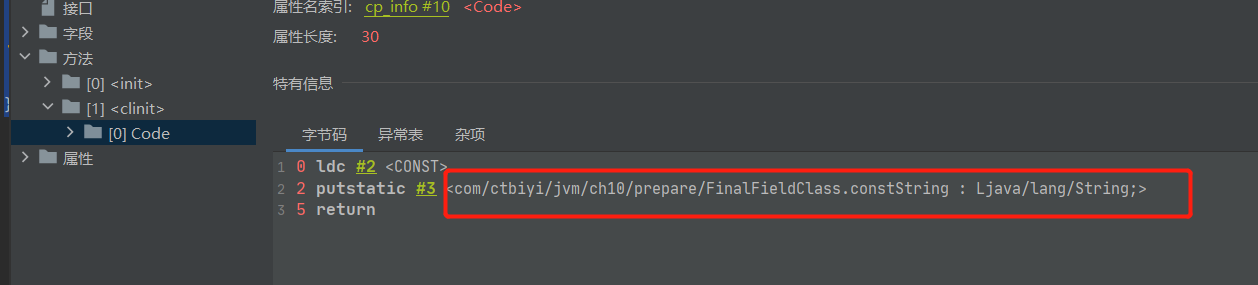 接口
字段
方法
[0] <init>
[1] <clinit>
[0] Code
属性
属性名索引: cp_info #10 <Code>
属性长度: 30
特有信息
字节码 异常表 杂项
1 0 ldc #2 <CONST>
2 2 putstatic #3 <com/ctbiyi/jvm/ch10/prepare/FinalFieldClass.constString : Ljava/lang/String;>
3 5 return